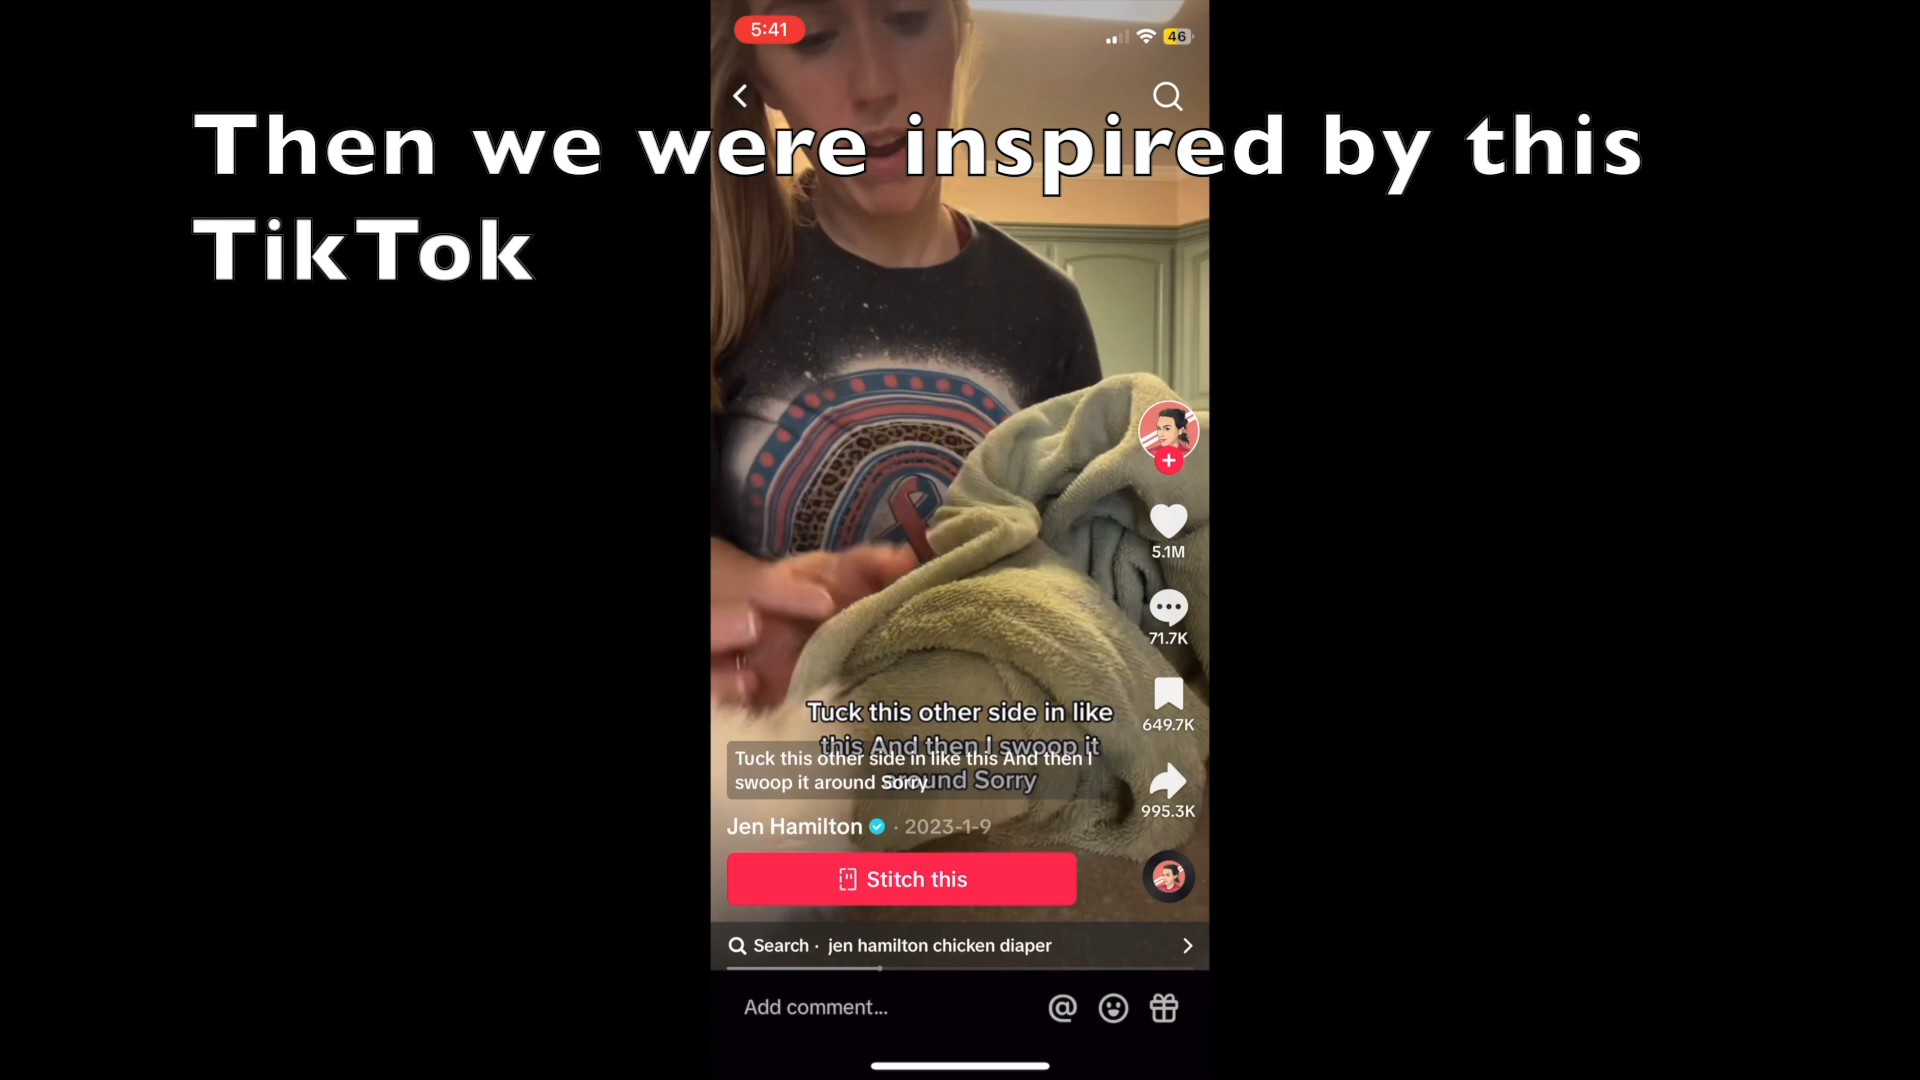 5:41
46
Then we were inspired by this
TikTok
5.1M
71.7K
649.7K
995.3K
Tuck this other side in like
this And then I swoop it
around Sorry
Tuck this other side in like this And then I
swoop it around Sorry
Jen Hamilton · 2023-1-9
Stitch this
Search · jen hamilton chicken diaper
Add comment...